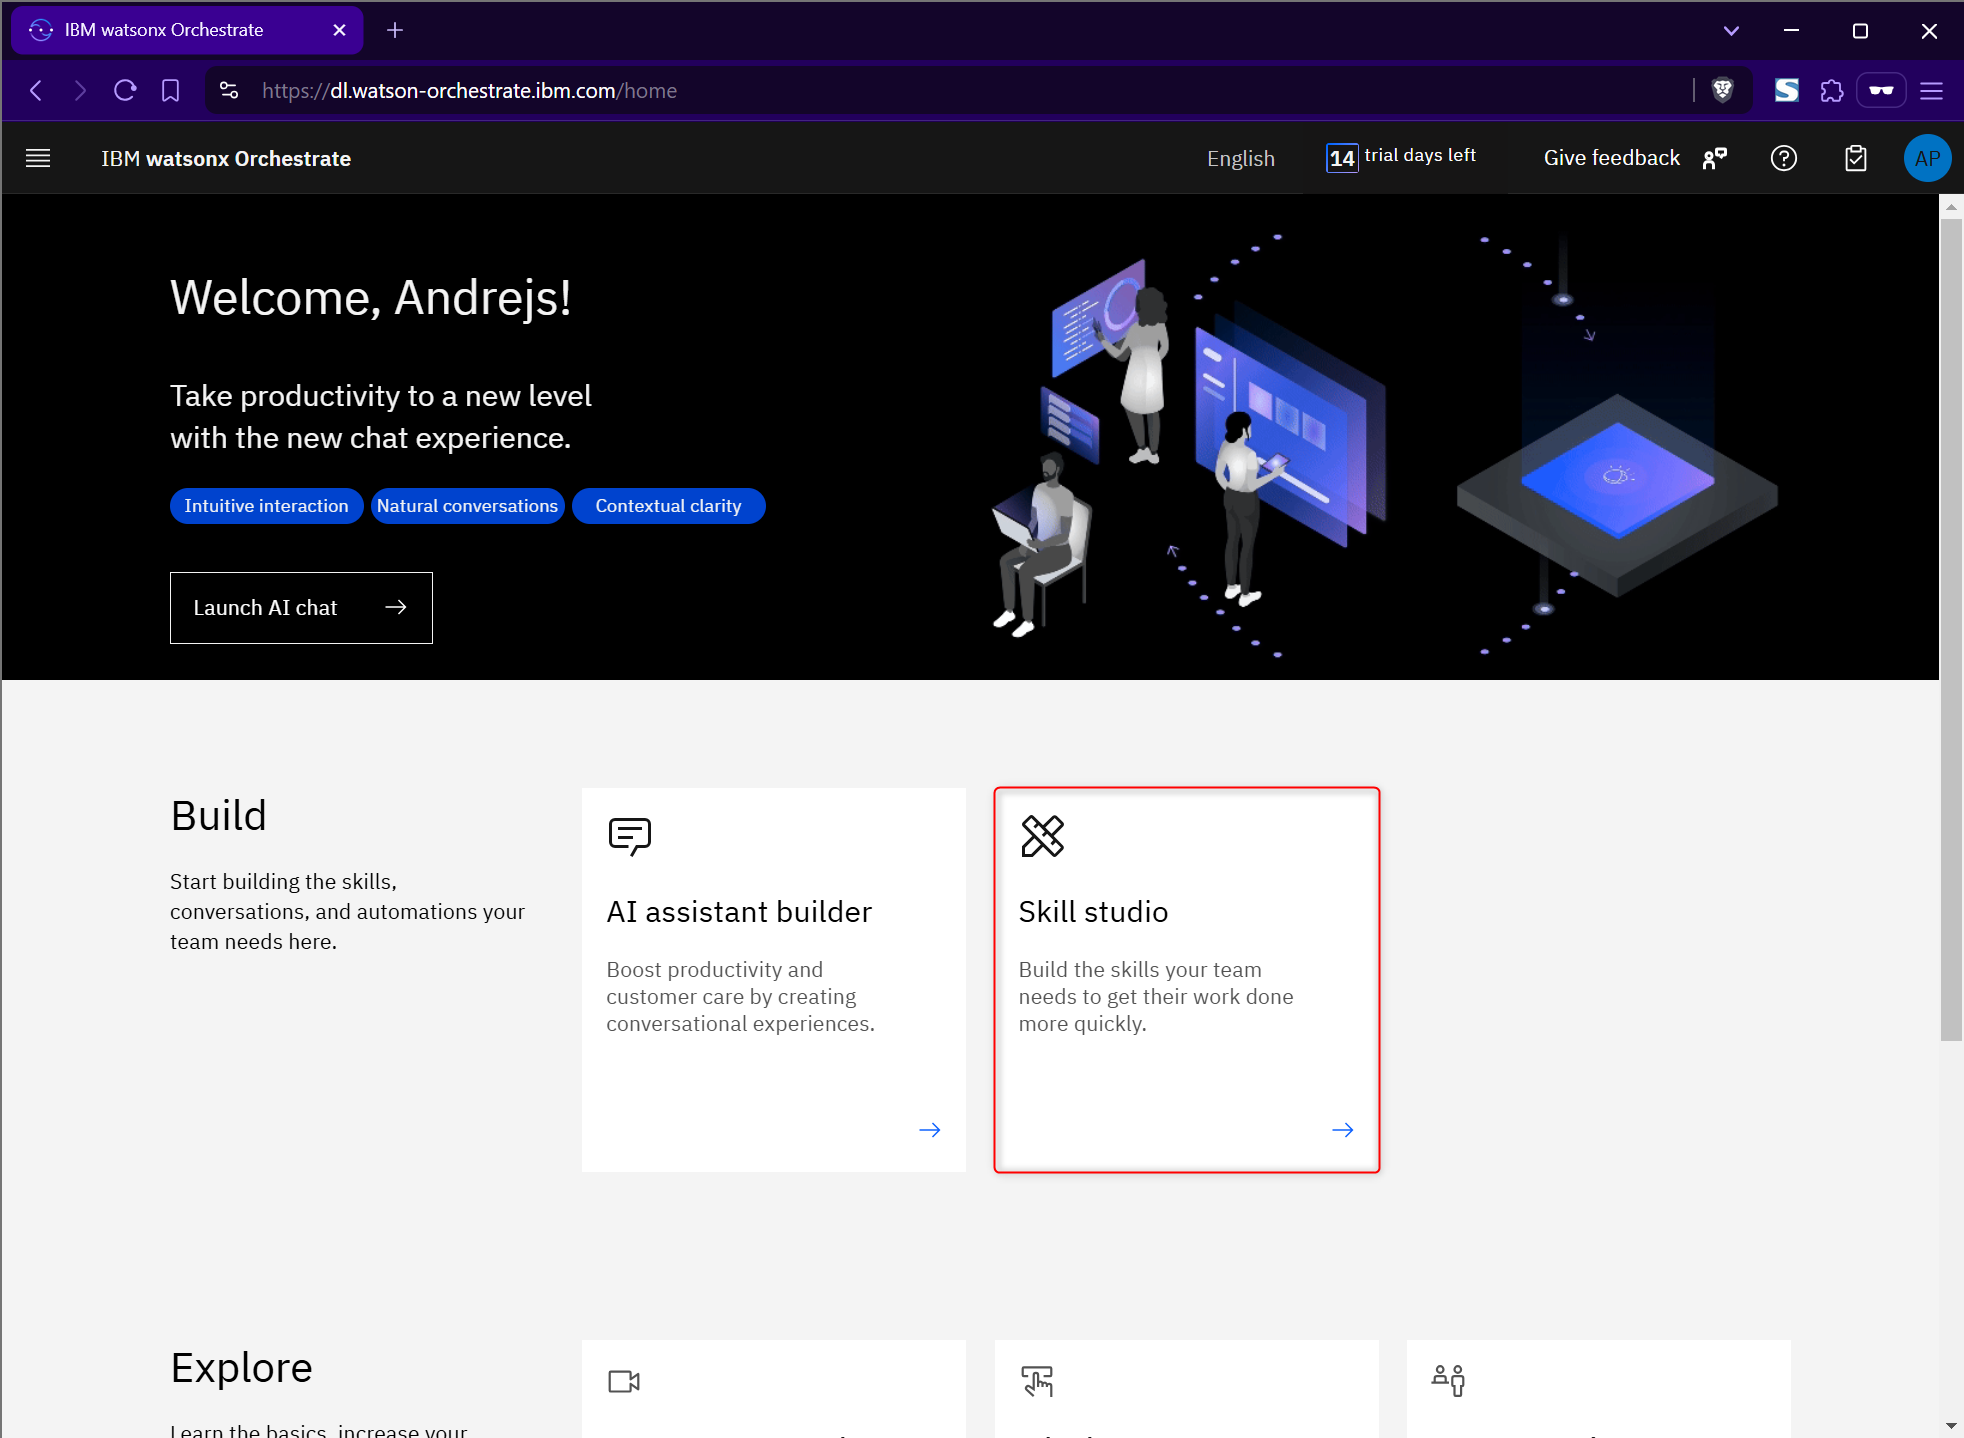 IBM watsonx Orchestrate
https://dl.watson-orchestrate.ibm.com/home
IBM watsonx Orchestrate
English
14 trial days left
Give feedback
AP
Welcome, Andrejs!
Take productivity to a new level
with the new chat experience.
Intuitive interaction
Natural conversations
Contextual clarity
Launch AI chat
Build
Start building the skills,
conversations, and automations your
team needs here.
AI assistant builder
Boost productivity and
customer care by creating
conversational experiences.
Skill studio
Build the skills your team
needs to get their work done
more quickly.
Explore
Learn the basics, increase your